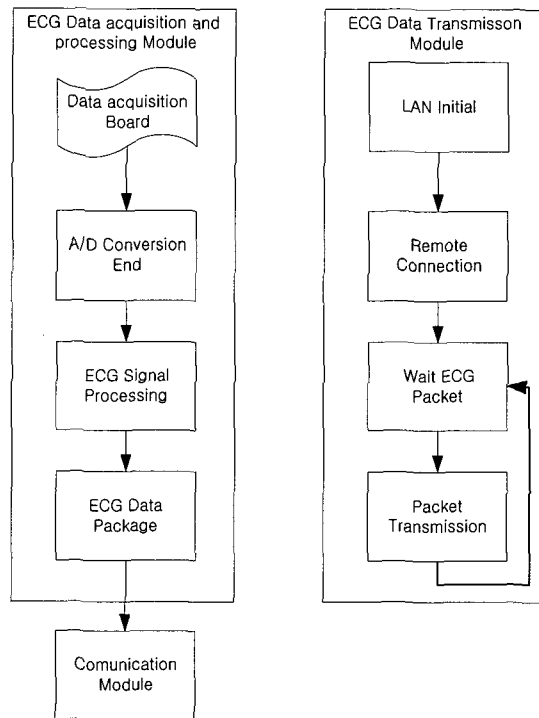 ECG Data acquisition and
processing Module
Data acquisition
Board
A/D Conversion
End
ECG Signal
Processing
ECG Data
Package
Comunication
Module
ECG Data Transmisson
Module
LAN Initial
Remote
Connection
Wait ECG
Packet
Packet
Transmission